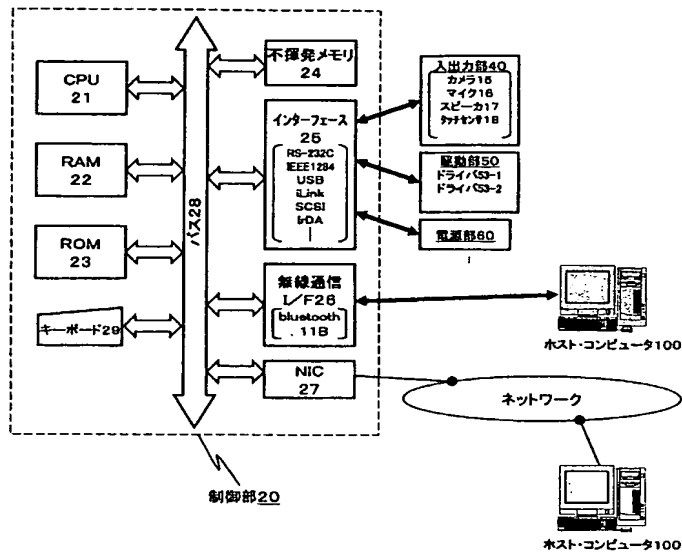 CPU
21
RAM
22
ROM
23
キーボード29
バス28
不揮発メモリ
24
インターフェース
25
RS-232C
IEEE1284
USB
iLink
SCSI
IrDA
|
無線通信
I/F26
bluetooth
.11B
NIC
27
入出力部40
カメラ15
マイク16
スピーカ17
タッチセンサ18
駆動部50
ドライバ53-1
ドライバ53-2
電源部60
ホスト・コンピュータ100
ネットワーク
ホスト・コンピュータ100
制御部20